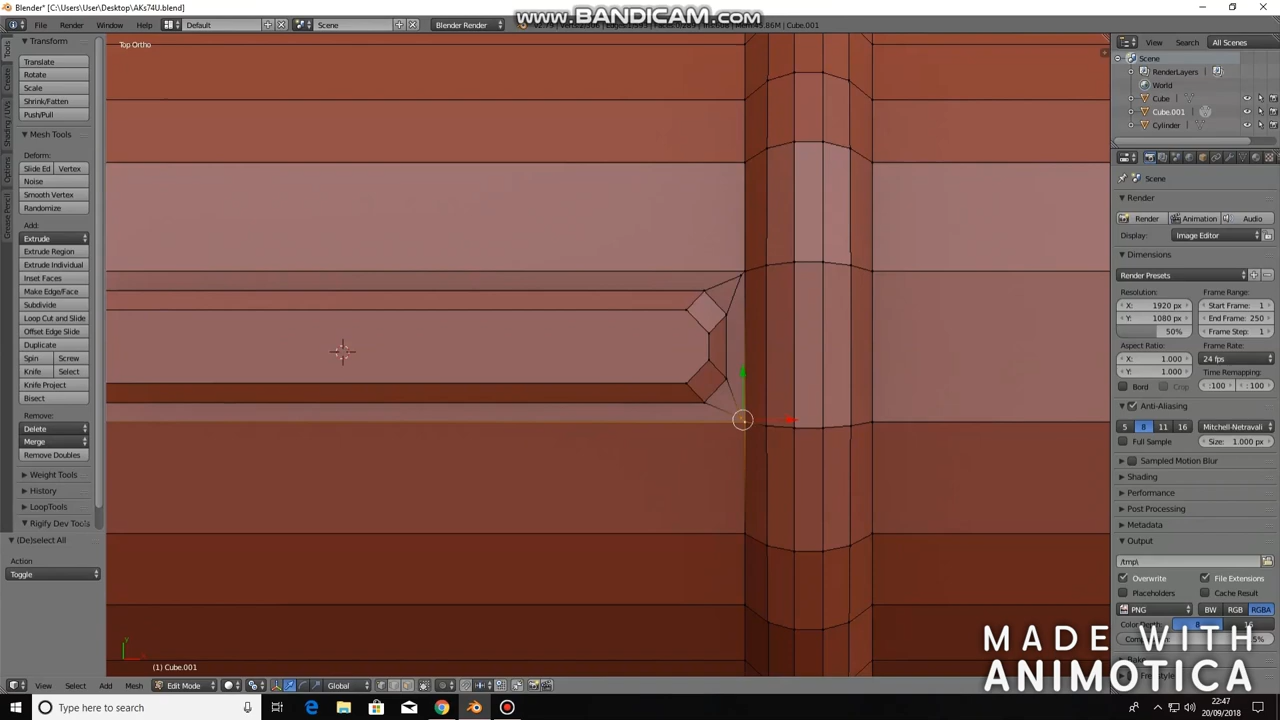 Blender* [C:\Users\User\Desktop\AKs74U.blend]
www.BANDICAM.com
File Render Window Help Default Scene Blender Render Cube.001
View Search All Scenes
Top Ortho
Tools
Create
Shading / UVs
Options
Grease Pencil
Transform
Translate
Rotate
Scale
Shrink/Fatten
Push/Pull
Mesh Tools
Deform:
Slide Ed Vertex
Noise
Smooth Vertex
Randomize
Add:
Extrude
Extrude Region
Extrude Individual
Inset Faces
Make Edge/Face
Subdivide
Loop Cut and Slide
Offset Edge Slide
Duplicate
Spin Screw
Knife Select
Knife Project
Bisect
Remove:
Delete
Merge
Remove Doubles
Weight Tools
History
LoopTools
Rigify Dev Tools
(De)select All
Action
Toggle
Scene
RenderLayers
World
Cube
Cube.001
Cylinder
Scene
Render
Render Animation Audio
Display: Image Editor
Dimensions
Render Presets
Resolution: Frame Range:
X: 1920 px Start Frame: 1
Y: 1080 px End Frame: 250
50% Frame Step: 1
Aspect Ratio: Frame Rate:
X: 1.000 24 fps
Y: 1.000 Time Remapping:
Bord Crop :100 :100
Anti-Aliasing
5 8 11 16 Mitchell-Netravali
Full Sample Size: 1.000 px
Sampled Motion Blur
Shading
Performance
Post Processing
Metadata
Output
/tmp\
Overwrite File Extensions
Placeholders Cache Result
PNG BW RGB RGBA
Color Depth: 8
MADE WITH
ANIMOTICA
y
(1) Cube.001
View Select Add Mesh Edit Mode Global
Type here to search
22:47
20/09/2018